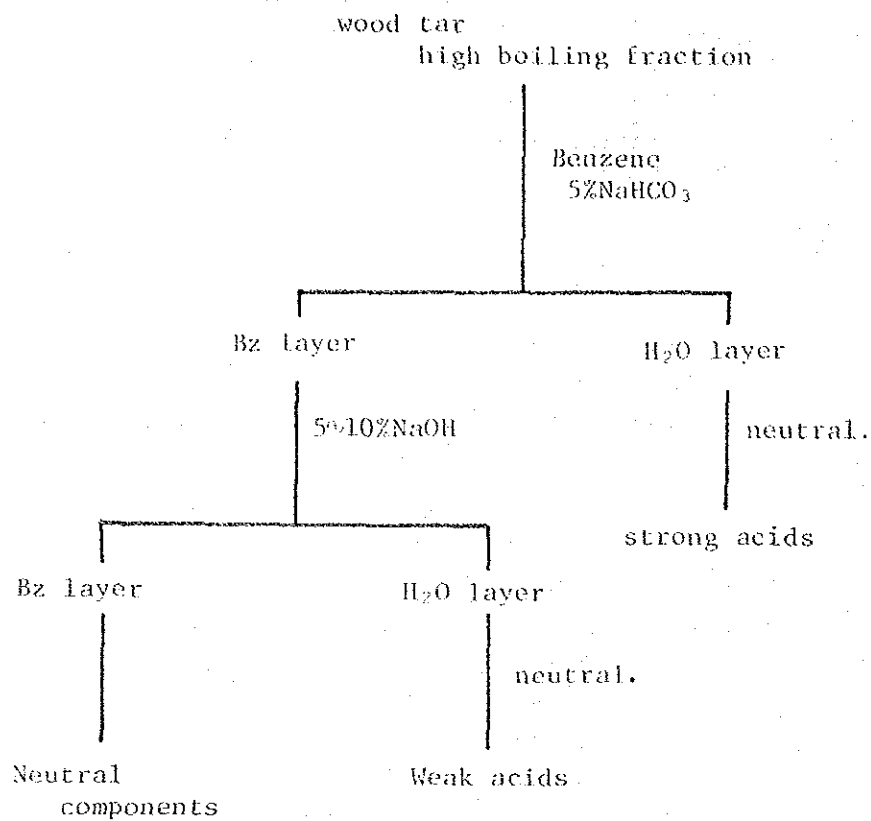 wood tar
high boiling fraction
Benzene
5%NaHCO₃
Bz layer
H₂O layer
5~10%NaOH
neutral.
strong acids
Bz layer
H₂O layer
neutral.
Neutral
components
Weak acids